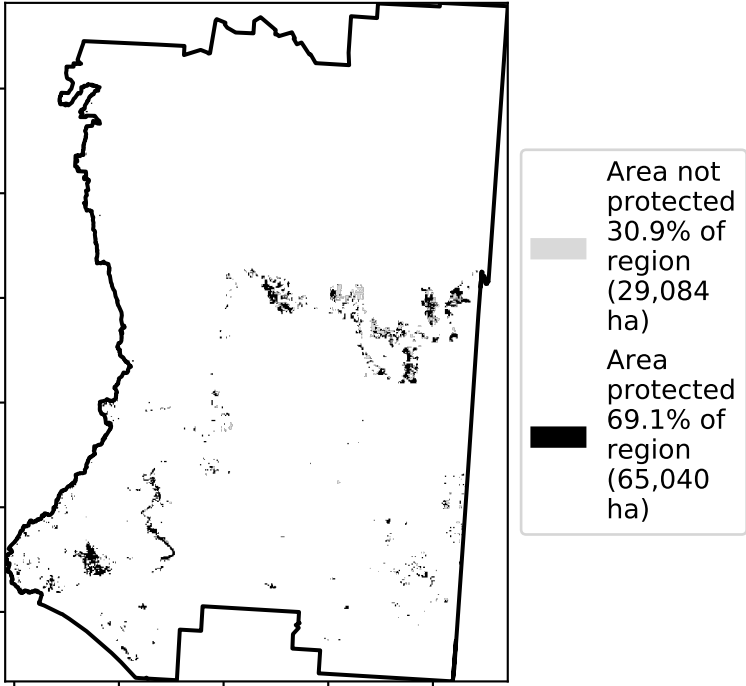 Area not
protected
30.9% of
region
(29,084
ha)
Area
protected
69.1% of
region
(65,040
ha)